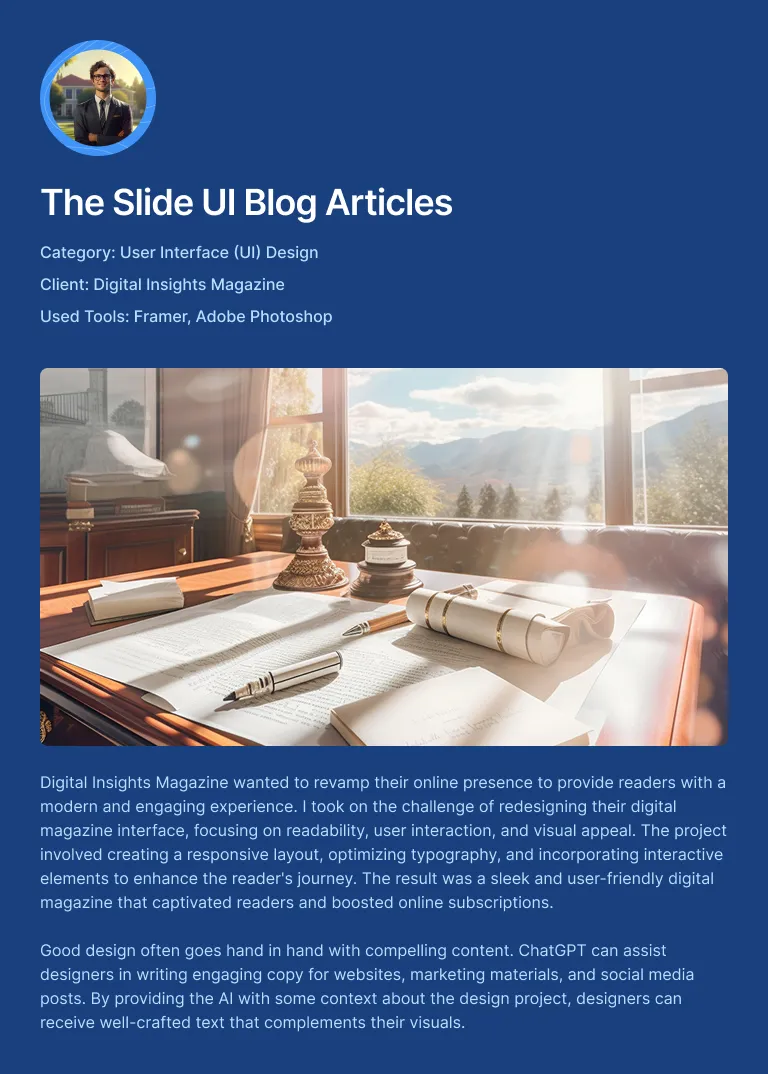 The Slide UI Blog Articles
Category: User Interface (UI) Design
Client: Digital Insights Magazine
Used Tools: Framer, Adobe Photoshop
Digital Insights Magazine wanted to revamp their online presence to provide readers with a
modern and engaging experience. I took on the challenge of redesigning their digital
magazine interface, focusing on readability, user interaction, and visual appeal. The project
involved creating a responsive layout, optimizing typography, and incorporating interactive
elements to enhance the reader's journey. The result was a sleek and user-friendly digital
magazine that captivated readers and boosted online subscriptions.
Good design often goes hand in hand with compelling content. ChatGPT can assist
designers in writing engaging copy for websites, marketing materials, and social media
posts. By providing the AI with some context about the design project, designers can
receive well-crafted text that complements their visuals.